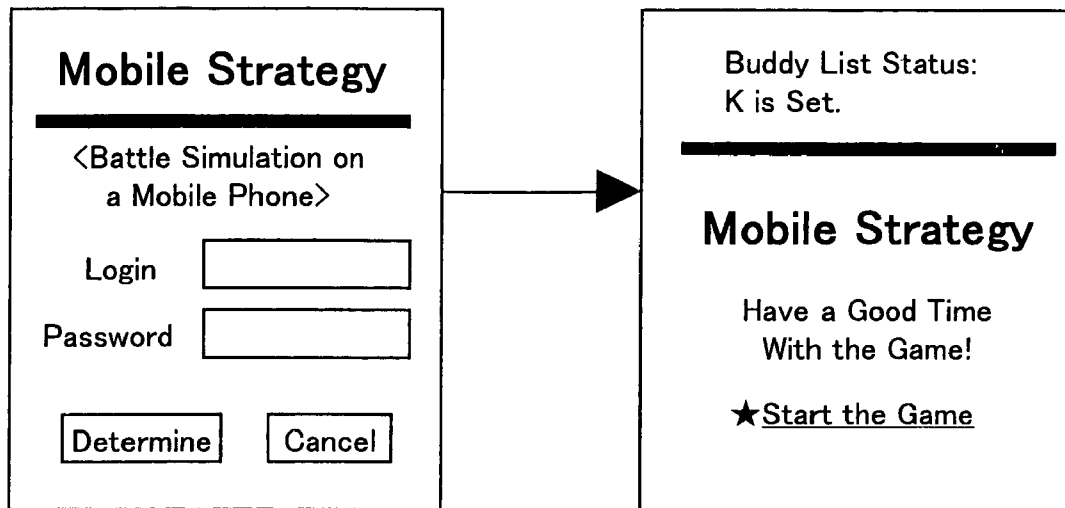 Mobile Strategy
<Battle Simulation on
a Mobile Phone>
Login
Password
Determine
Cancel
Buddy List Status:
K is Set.
Mobile Strategy
Have a Good Time
With the Game!
★Start the Game